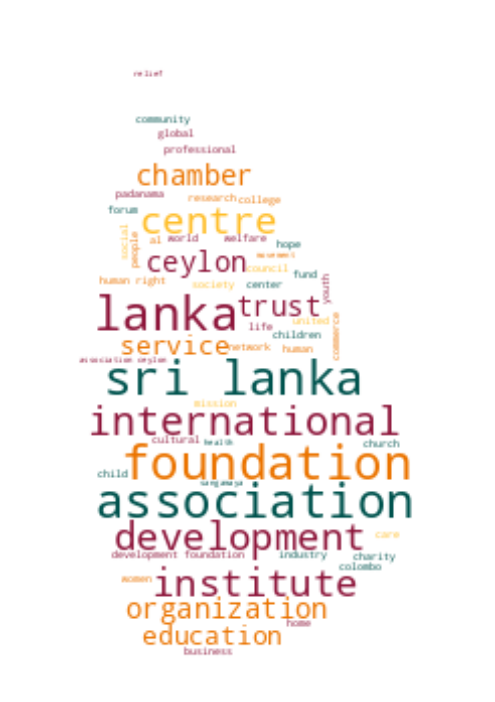 relief
community
global
professional
chamber
padanama
research college
forum
centre
social
people
al world welfare hope
movement
ceylon
council
fund
human right
society center
youth
lanka trust
united
life
commerce
children
service
network human
association ceylon
sri lanka
mission
international
cultural health church
foundation
child
sangamaya
association
development
care
development foundation industry charity
colombo
women institute
organization
home
education
business